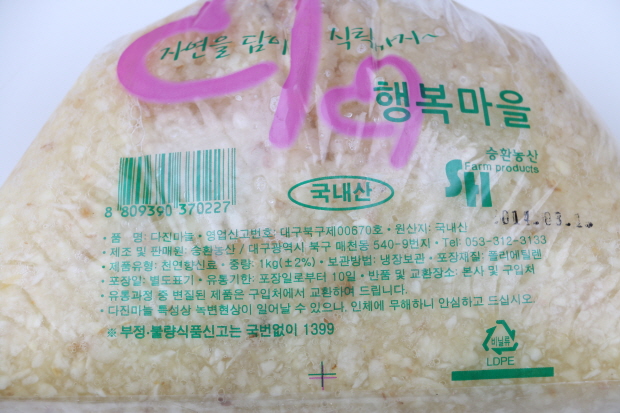 자연을 담아 식탁까지~
행복마을
승환농산
SH Farm products
국내산
8 809390 370227
2014.03.1
• 품 명: 다진마늘 • 영업신고번호: 대구북구제00670호 • 원산지: 국내산
• 제조 및 판매원: 승환농산 / 대구광역시 북구 매천동 540-9번지 • Tel: 053-312-3133
• 제품유형: 천연향신료 • 중량: 1kg(±2%) • 보관방법: 냉장보관 • 포장재질: 폴리에틸렌
• 포장일: 별도표기 • 유통기한: 포장일로부터 10일 • 반품 및 교환장소: 본사 및 구입처
• 유통과정 중 변질된 제품은 구입처에서 교환하여 드립니다.
• 다진마늘 특성상 녹변현상이 일어날 수 있으나, 인체에 무해하니 안심하고 드십시오.
※ 부정·불량식품신고는 국번없이 1399
비닐류
LDPE